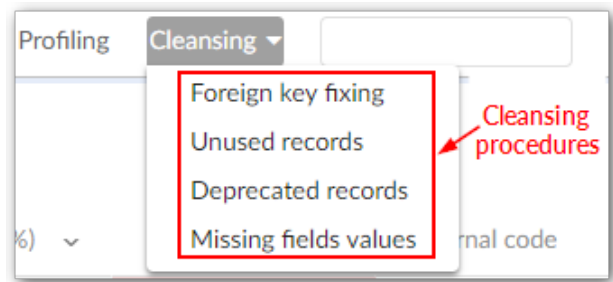 Profiling Cleansing
Foreign key fixing
Cleansing
procedures
Unused records
Deprecated records
Missing fields values
%) rnal code